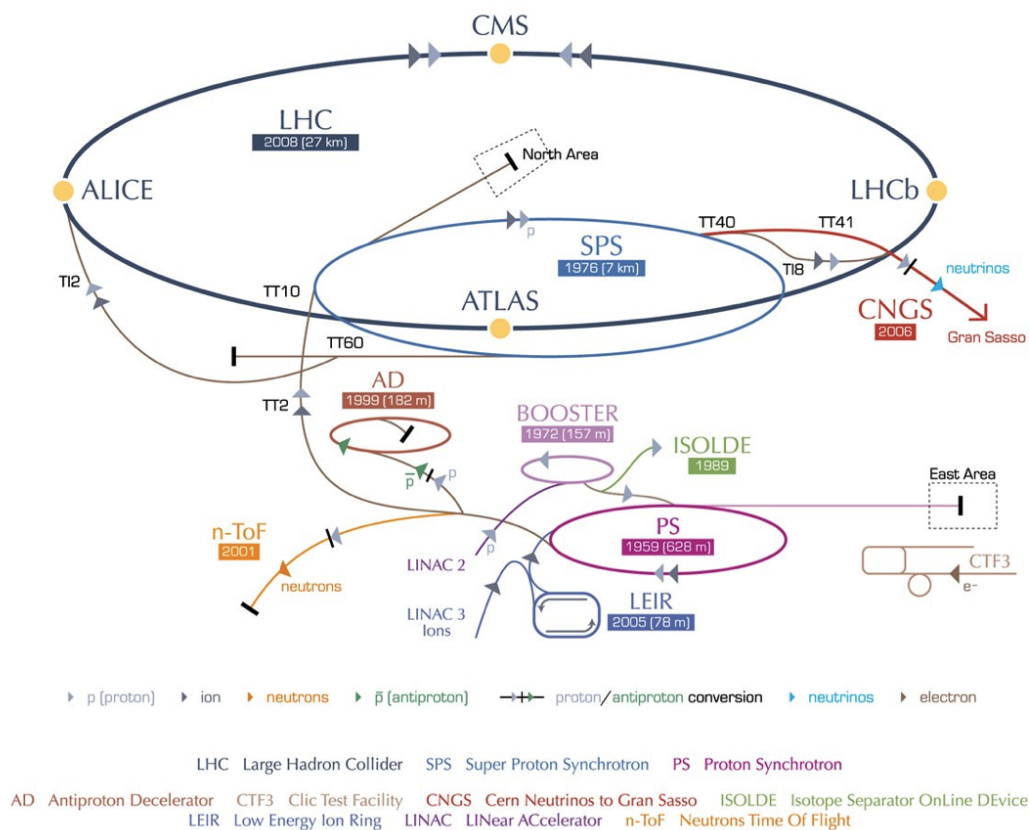 CMS
LHC
2008 (27 km)
North Area
ALICE
LHCb
TT40
TT41
p
SPS
1976 (7 km)
TI8
neutrinos
TI2
TT10
ATLAS
CNGS
2006
Gran Sasso
TT60
AD
1999 (182 m)
TT2
BOOSTER
1972 (157 m)
ISOLDE
1989
p̅
p
East Area
n-ToF
2001
p
PS
1959 (628 m)
LINAC 2
neutrons
CTF3
e-
LEIR
2005 (78 m)
LINAC 3
Ions
p (proton) ion neutrons p̅ (antiproton) proton/antiproton conversion neutrinos electron
LHC Large Hadron Collider SPS Super Proton Synchrotron PS Proton Synchrotron
AD Antiproton Decelerator CTF3 Clic Test Facility CNGS Cern Neutrinos to Gran Sasso ISOLDE Isotope Separator OnLine DEvice
LEIR Low Energy Ion Ring LINAC LINear ACcelerator n-ToF Neutrons Time Of Flight